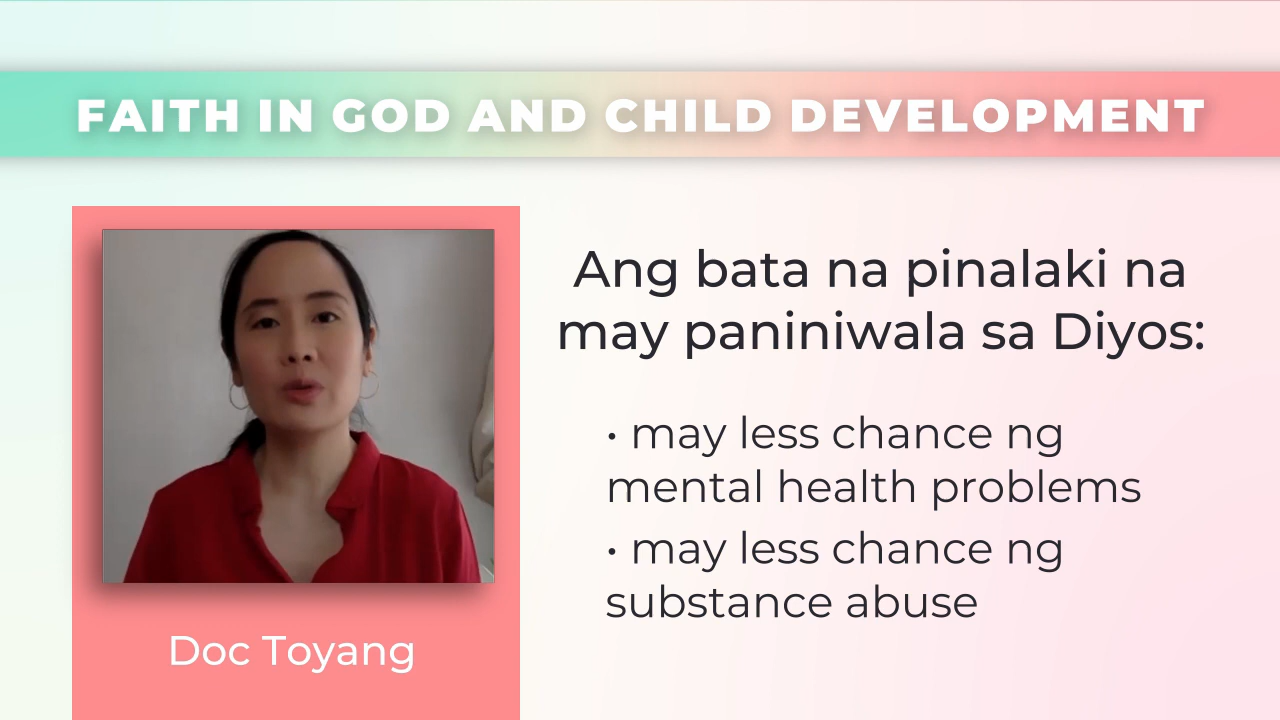 FAITH IN GOD AND CHILD DEVELOPMENT
Ang bata na pinalaki na
may paniniwala sa Diyos:
• may less chance ng
mental health problems
• may less chance ng
substance abuse
Doc Toyang